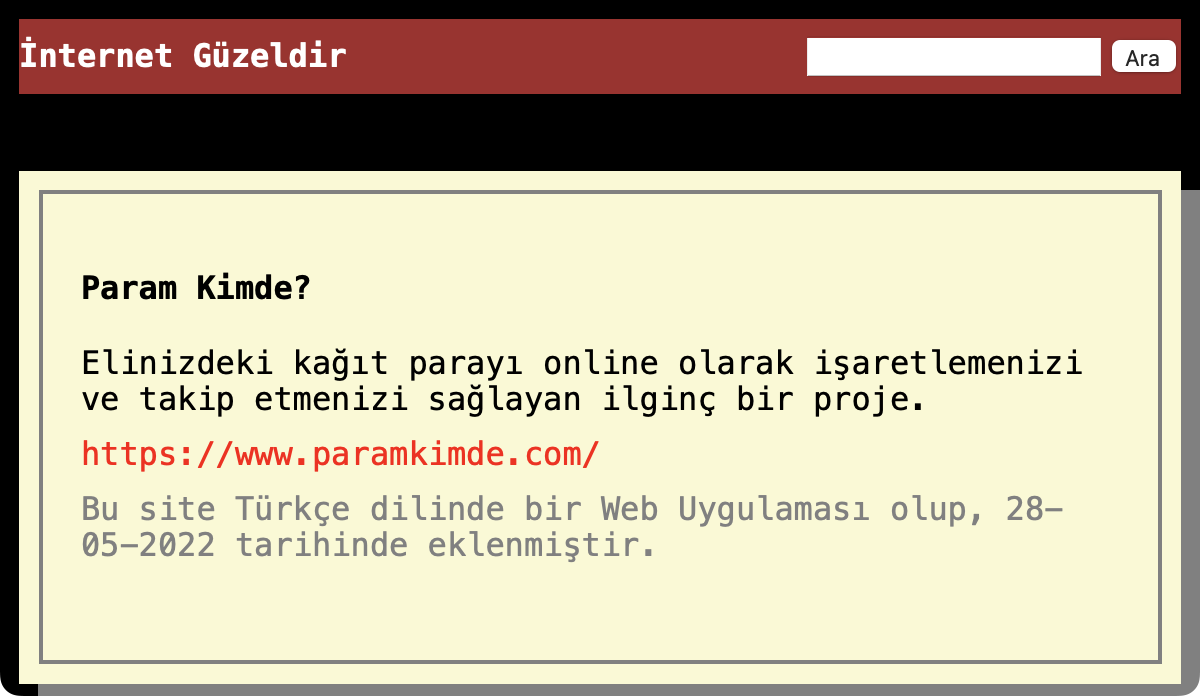 İnternet Güzeldir
Ara
Param Kimde?
Elinizdeki kağıt parayı online olarak işaretlemenizi
ve takip etmenizi sağlayan ilginç bir proje.
https://www.paramkimde.com/
Bu site Türkçe dilinde bir Web Uygulaması olup, 28-
05-2022 tarihinde eklenmiştir.